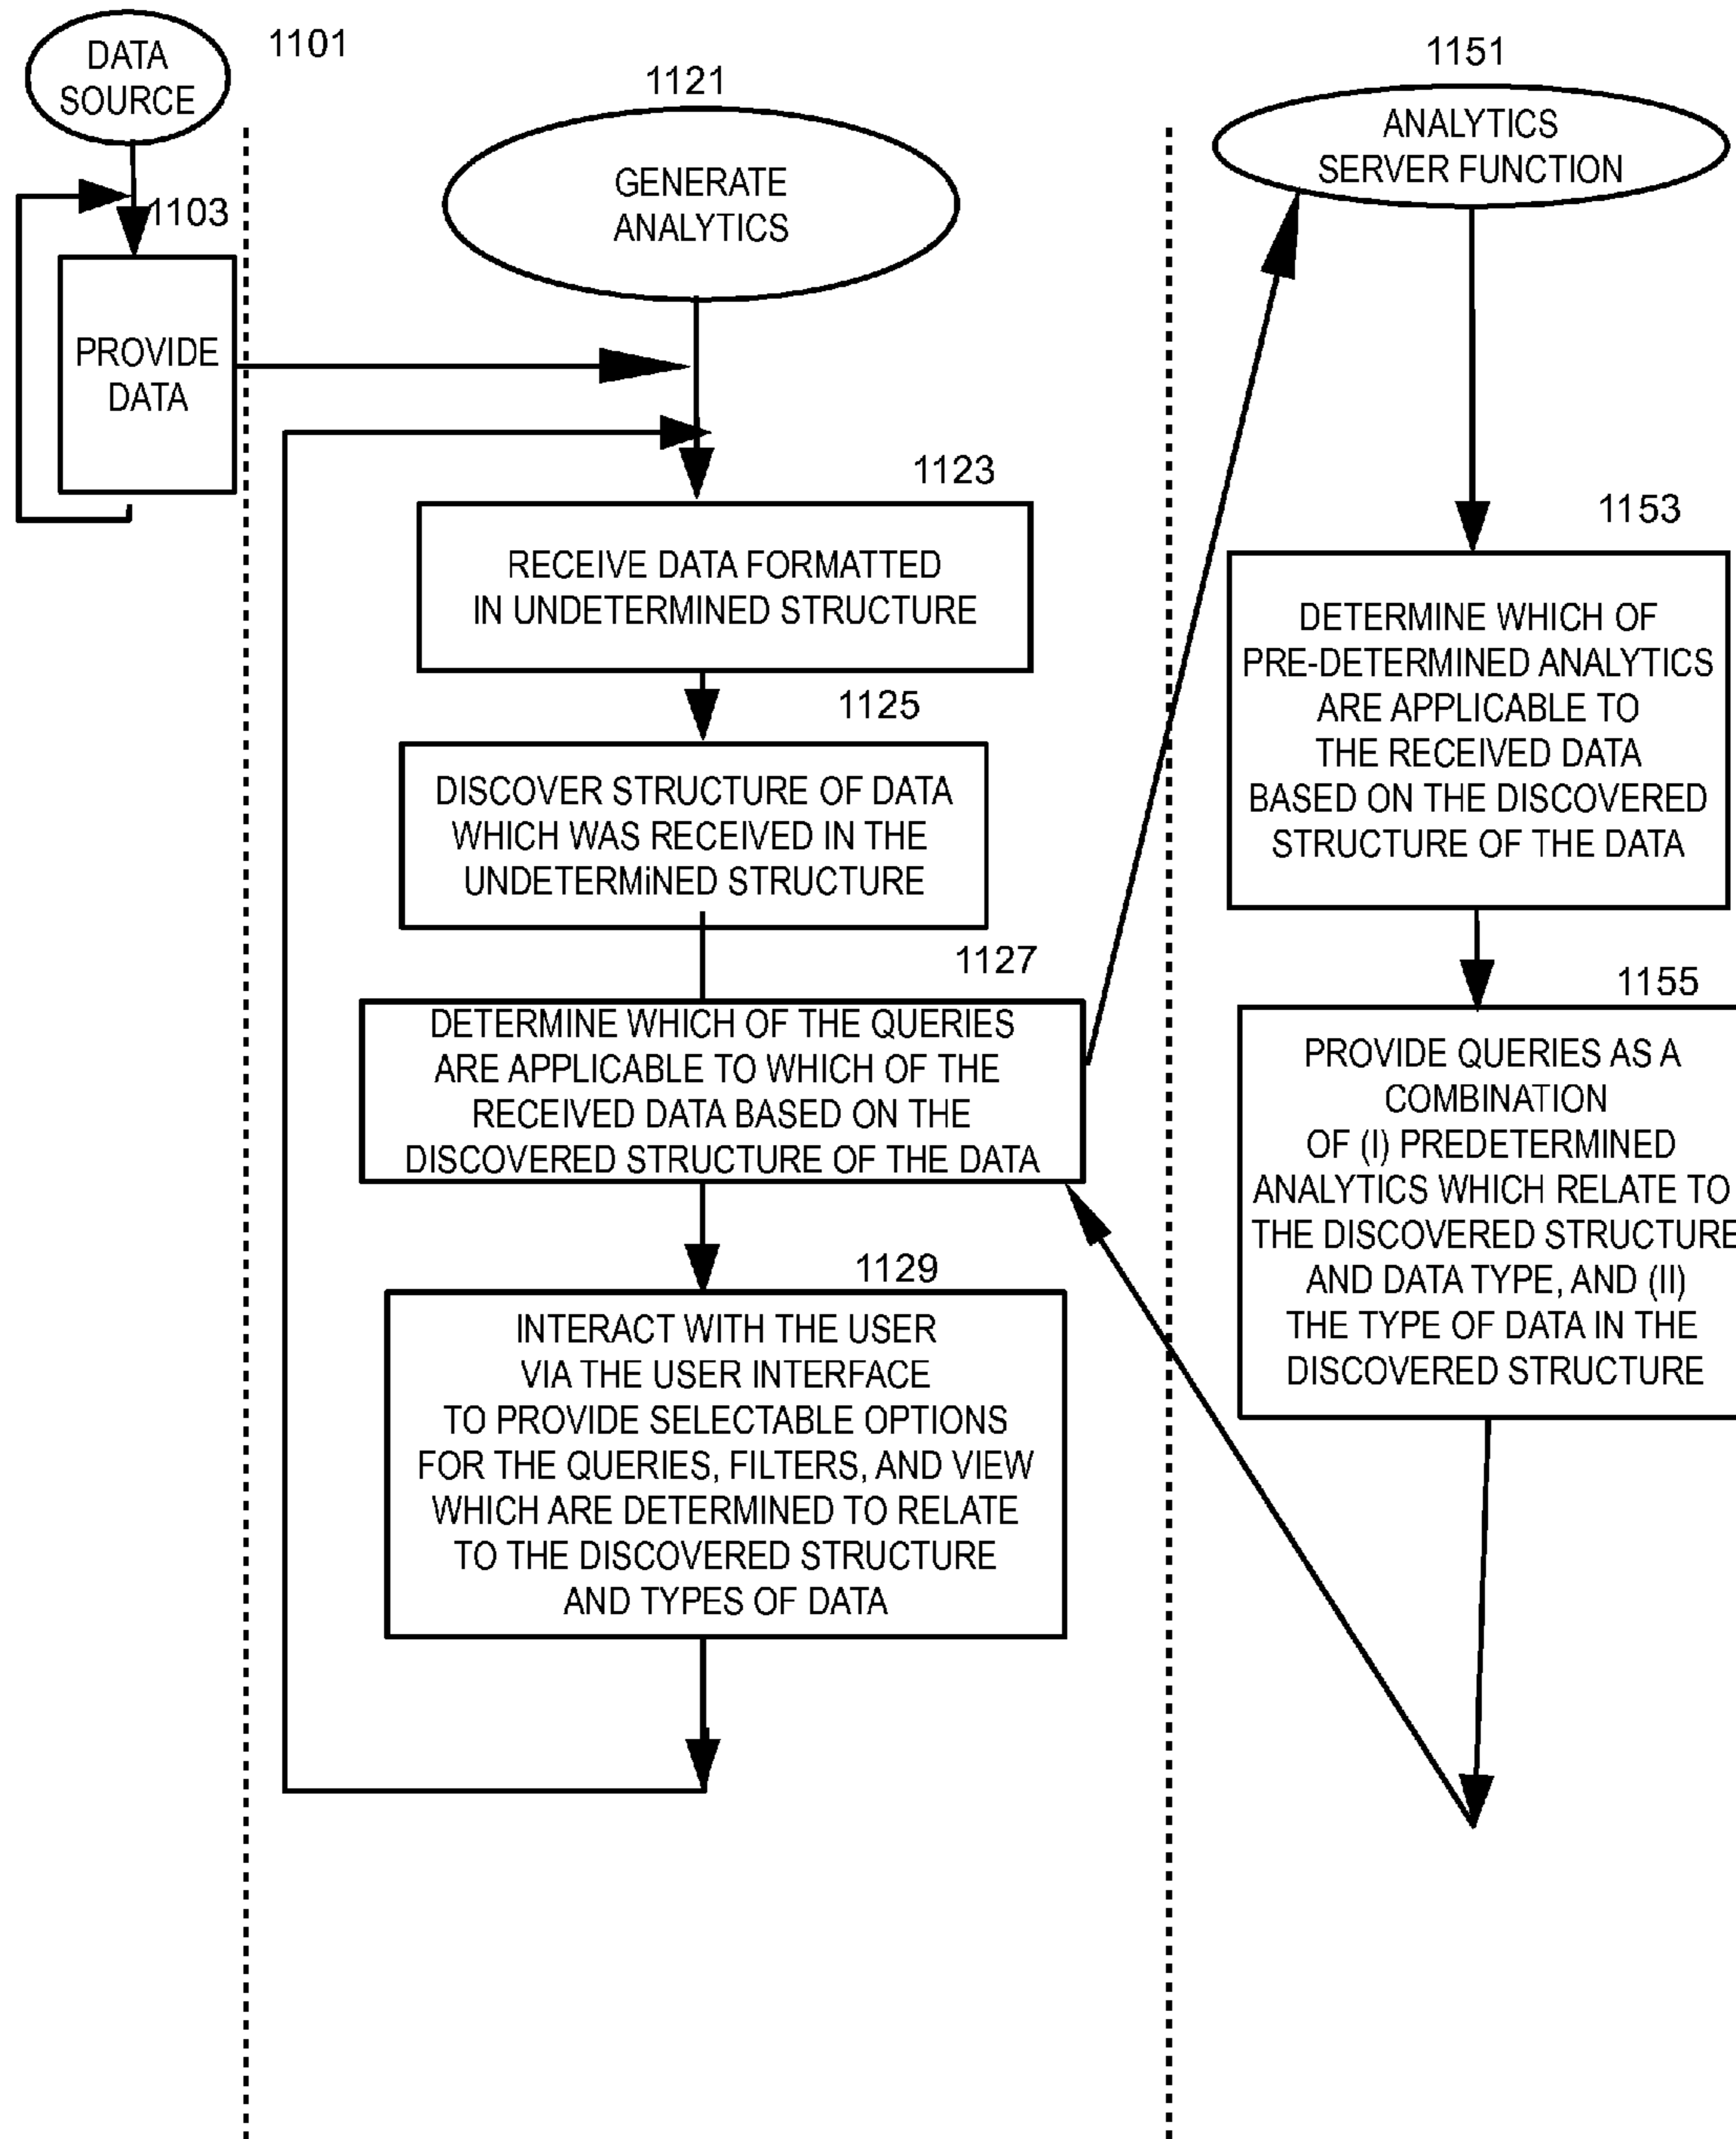 1101
DATA
SOURCE
1103
PROVIDE
DATA
1121
GENERATE
ANALYTICS
1123
RECEIVE DATA FORMATTED
IN UNDETERMINED STRUCTURE
1125
DISCOVER STRUCTURE OF DATA
WHICH WAS RECEIVED IN THE
UNDETERMiNED STRUCTURE
1127
DETERMINE WHICH OF THE QUERIES
ARE APPLICABLE TO WHICH OF THE
RECEIVED DATA BASED ON THE
DISCOVERED STRUCTURE OF THE DATA
1129
INTERACT WITH THE USER
VIA THE USER INTERFACE
TO PROVIDE SELECTABLE OPTIONS
FOR THE QUERIES, FILTERS, AND VIEW
WHICH ARE DETERMINED TO RELATE
TO THE DISCOVERED STRUCTURE
AND TYPES OF DATA
1151
ANALYTICS
SERVER FUNCTION
1153
DETERMINE WHICH OF
PRE-DETERMINED ANALYTICS
ARE APPLICABLE TO
THE RECEIVED DATA
BASED ON THE DISCOVERED
STRUCTURE OF THE DATA
1155
PROVIDE QUERIES AS A
COMBINATION
OF (I) PREDETERMINED
ANALYTICS WHICH RELATE TO
THE DISCOVERED STRUCTURE
AND DATA TYPE, AND (II)
THE TYPE OF DATA IN THE
DISCOVERED STRUCTURE